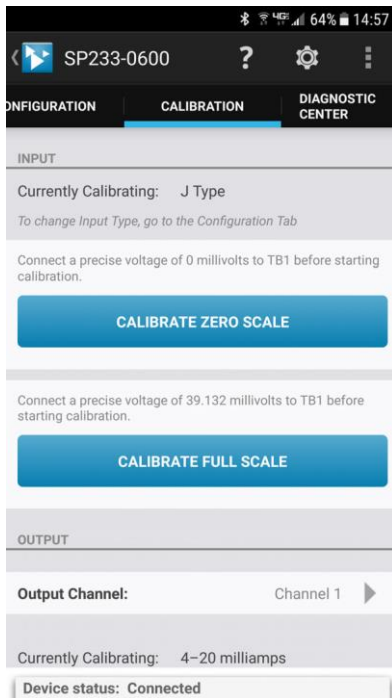 4G 64% 14:57
SP233-0600 ?
ONFIGURATION CALIBRATION DIAGNOSTIC
CENTER
INPUT
Currently Calibrating: J Type
To change Input Type, go to the Configuration Tab
Connect a precise voltage of 0 millivolts to TB1 before starting
calibration.
CALIBRATE ZERO SCALE
Connect a precise voltage of 39.132 millivolts to TB1 before
starting calibration.
CALIBRATE FULL SCALE
OUTPUT
Output Channel: Channel 1
Currently Calibrating: 4–20 milliamps
Device status: Connected